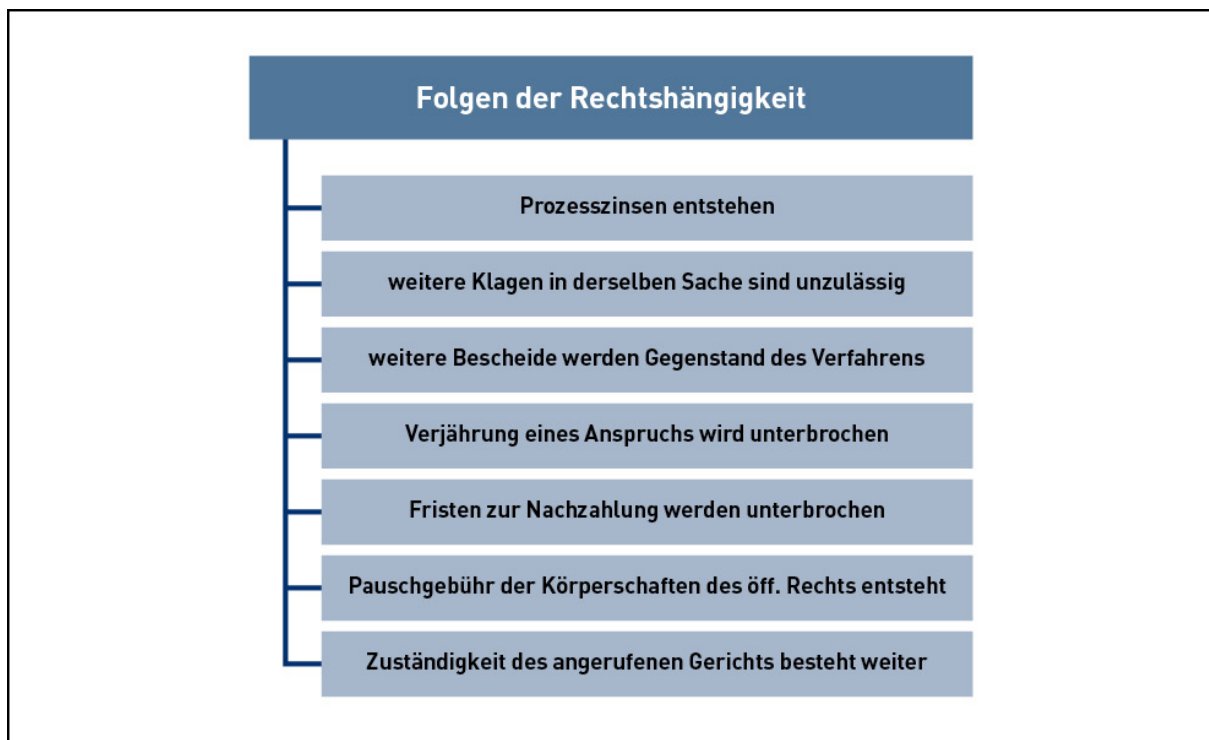 Folgen der Rechtshängigkeit
Prozesszinsen entstehen
weitere Klagen in derselben Sache sind unzulässig
weitere Bescheide werden Gegenstand des Verfahrens
Verjährung eines Anspruchs wird unterbrochen
Fristen zur Nachzahlung werden unterbrochen
Pauschgebühr der Körperschaften des öff. Rechts entsteht
Zuständigkeit des angerufenen Gerichts besteht weiter